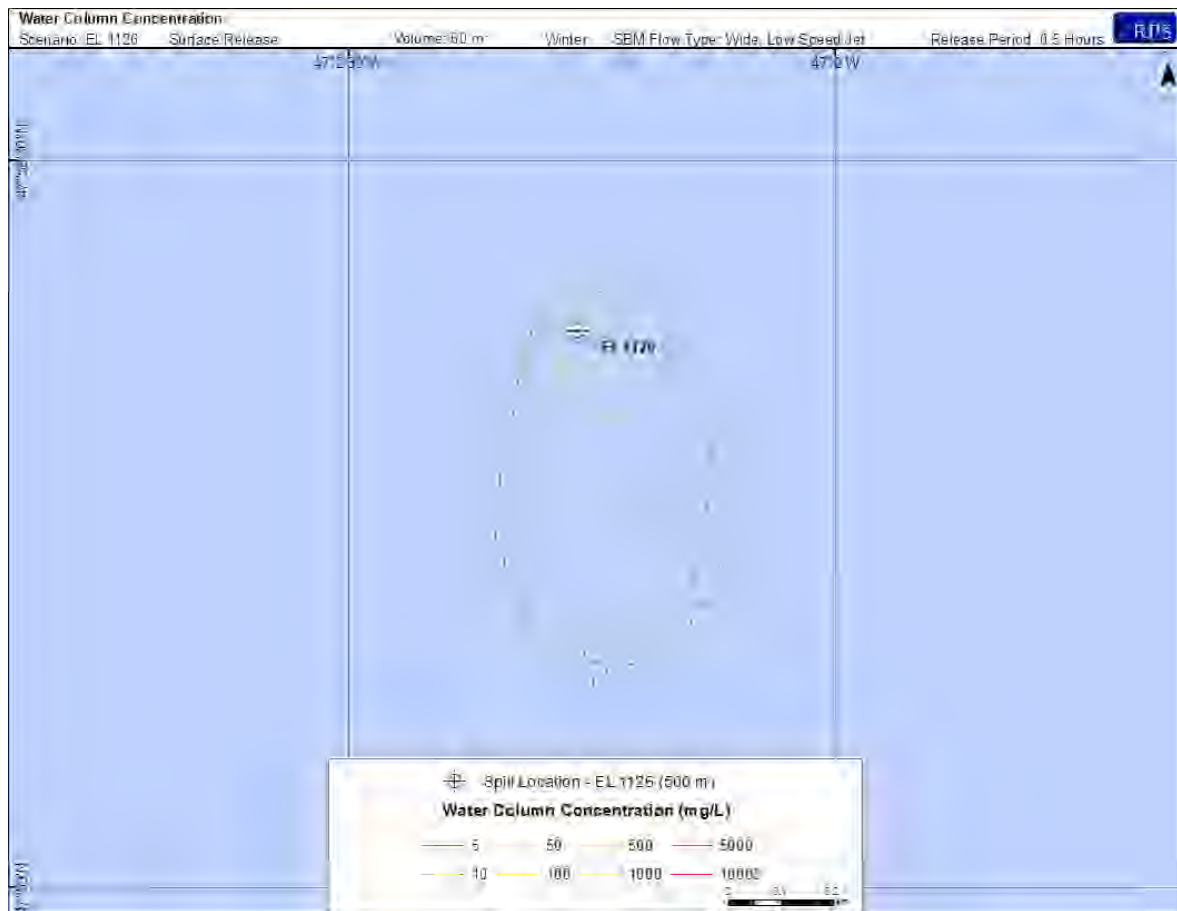 Water Column Concentration
Scenario: EL 1126 Surface Release Volume: 60 m Winter SBM Flow Type: Wide, Low Speed Jet Release Period: 0.5 Hours RPS
EL 1126
Spill Location - EL 1126 (500 m)
Water Column Concentration (mg/L)
5 50 500 5000
10 100 1000 10000